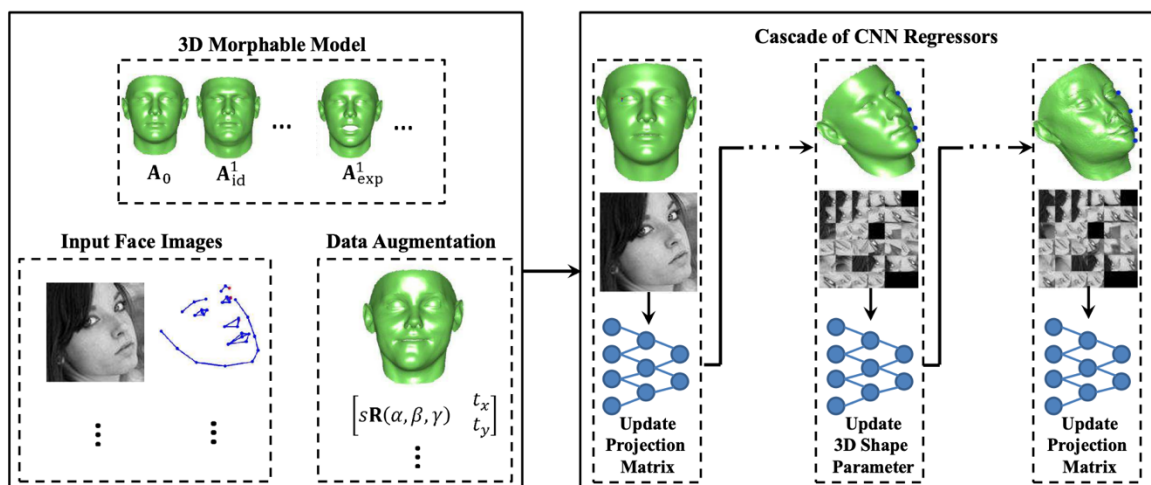 3D Morphable Model
...
...
A₀
A¹id
A¹exp
Input Face Images
Data Augmentation
[sR(α, β, γ) tₓ
t_y]
Cascade of CNN Regressors
Update
Projection
Matrix
Update
3D Shape
Parameter
Update
Projection
Matrix